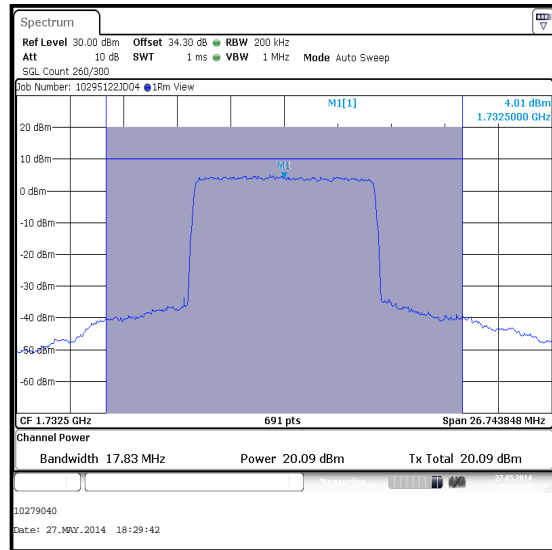 Spectrum
Ref Level 30.00 dBm Offset 34.30 dB RBW 200 kHz
Att 10 dB SWT 1 ms VBW 1 MHz Mode Auto Sweep
SGL Count 260/300
Job Number: 10295122JD04 1Rm View
M1[1] 4.01 dBm
1.7325000 GHz
20 dBm
10 dBm
M1
0 dBm
-10 dBm
-20 dBm
-30 dBm
-40 dBm
-50 dBm
-60 dBm
CF 1.7325 GHz 691 pts Span 26.743848 MHz
Channel Power
Bandwidth 17.83 MHz Power 20.09 dBm Tx Total 20.09 dBm
Measuring... 27.05.2014
10279040
Date: 27.MAY.2014 18:29:42